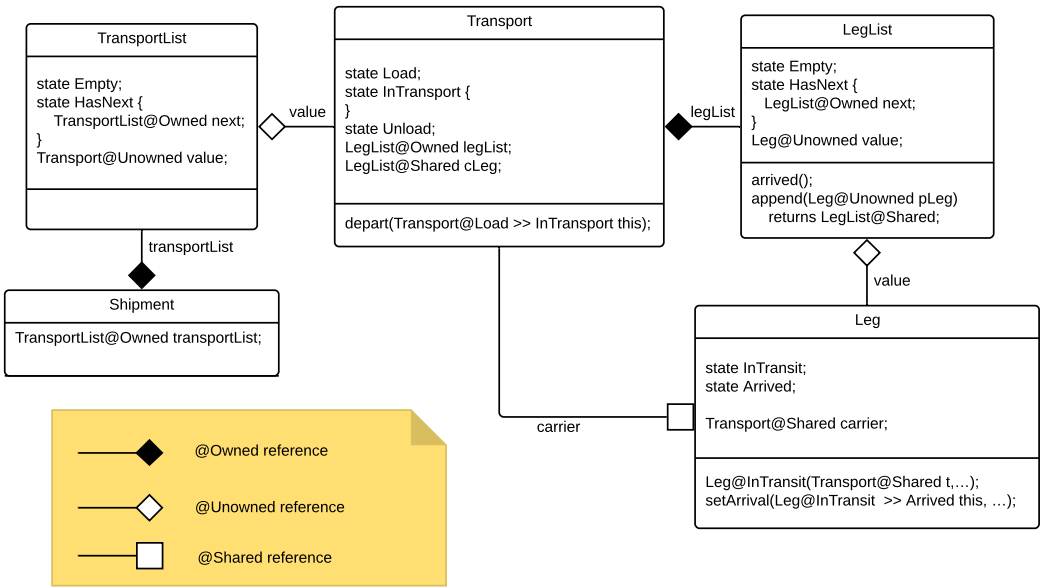 TransportList
state Empty;
state HasNext {
TransportList@Owned next;
}
Transport@Unowned value;
value
Transport
state Load;
state InTransport {
}
state Unload;
LegList@Owned legList;
LegList@Shared cLeg;
depart(Transport@Load >> InTransport this);
legList
LegList
state Empty;
state HasNext {
LegList@Owned next;
}
Leg@Unowned value;
arrived();
append(Leg@Unowned pLeg)
returns LegList@Shared;
transportList
Shipment
TransportList@Owned transportList;
value
Leg
state InTransit;
state Arrived;
Transport@Shared carrier;
Leg@InTransit(Transport@Shared t,…);
setArrival(Leg@InTransit >> Arrived this, …);
carrier
@Owned reference
@Unowned reference
@Shared reference